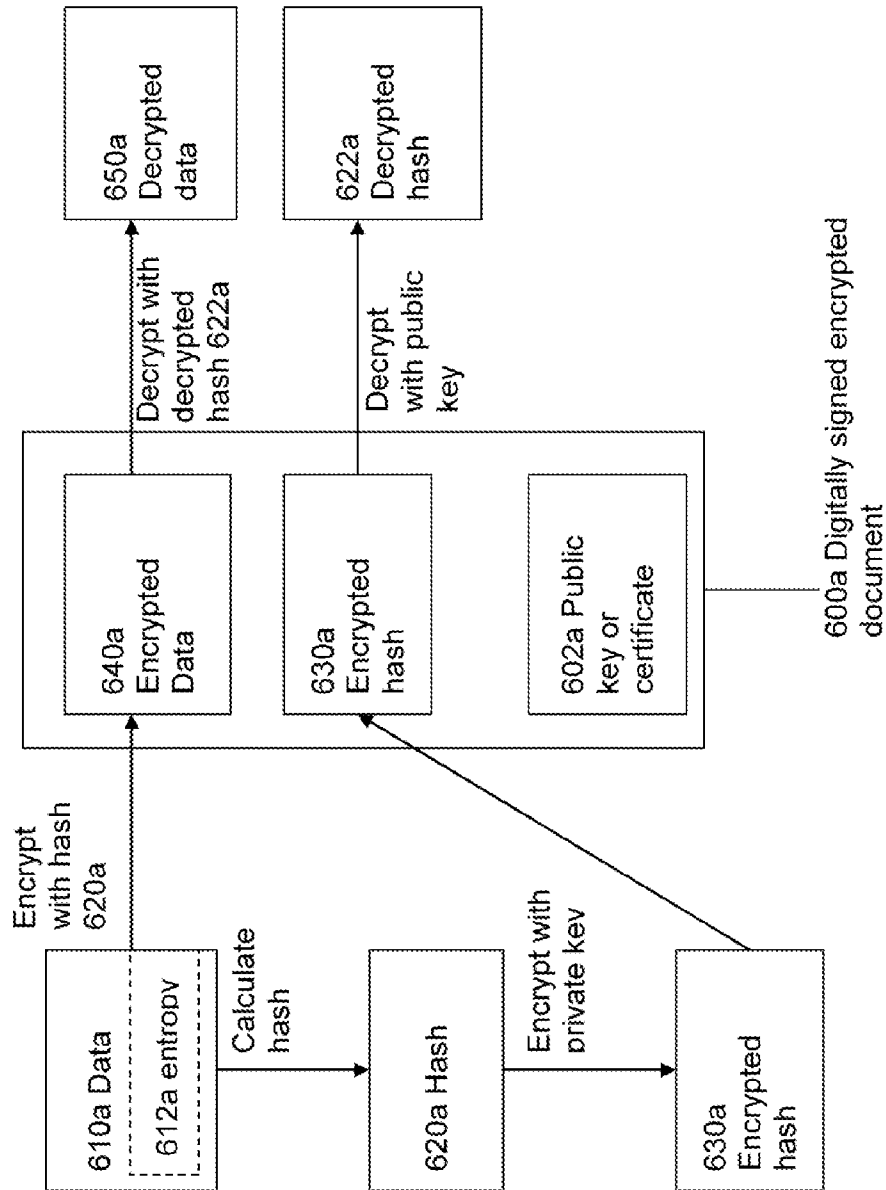 610a Data
612a entropy
Calculate
hash
620a Hash
Encrypt with
private key
630a
Encrypted
hash
Encrypt
with hash
620a
640a
Encrypted
Data
630a
Encrypted
hash
602a Public
key or
certificate
600a Digitally signed encrypted
document
Decrypt with
decrypted
hash 622a
Decrypt
with public
key
650a
Decrypted
data
622a
Decrypted
hash